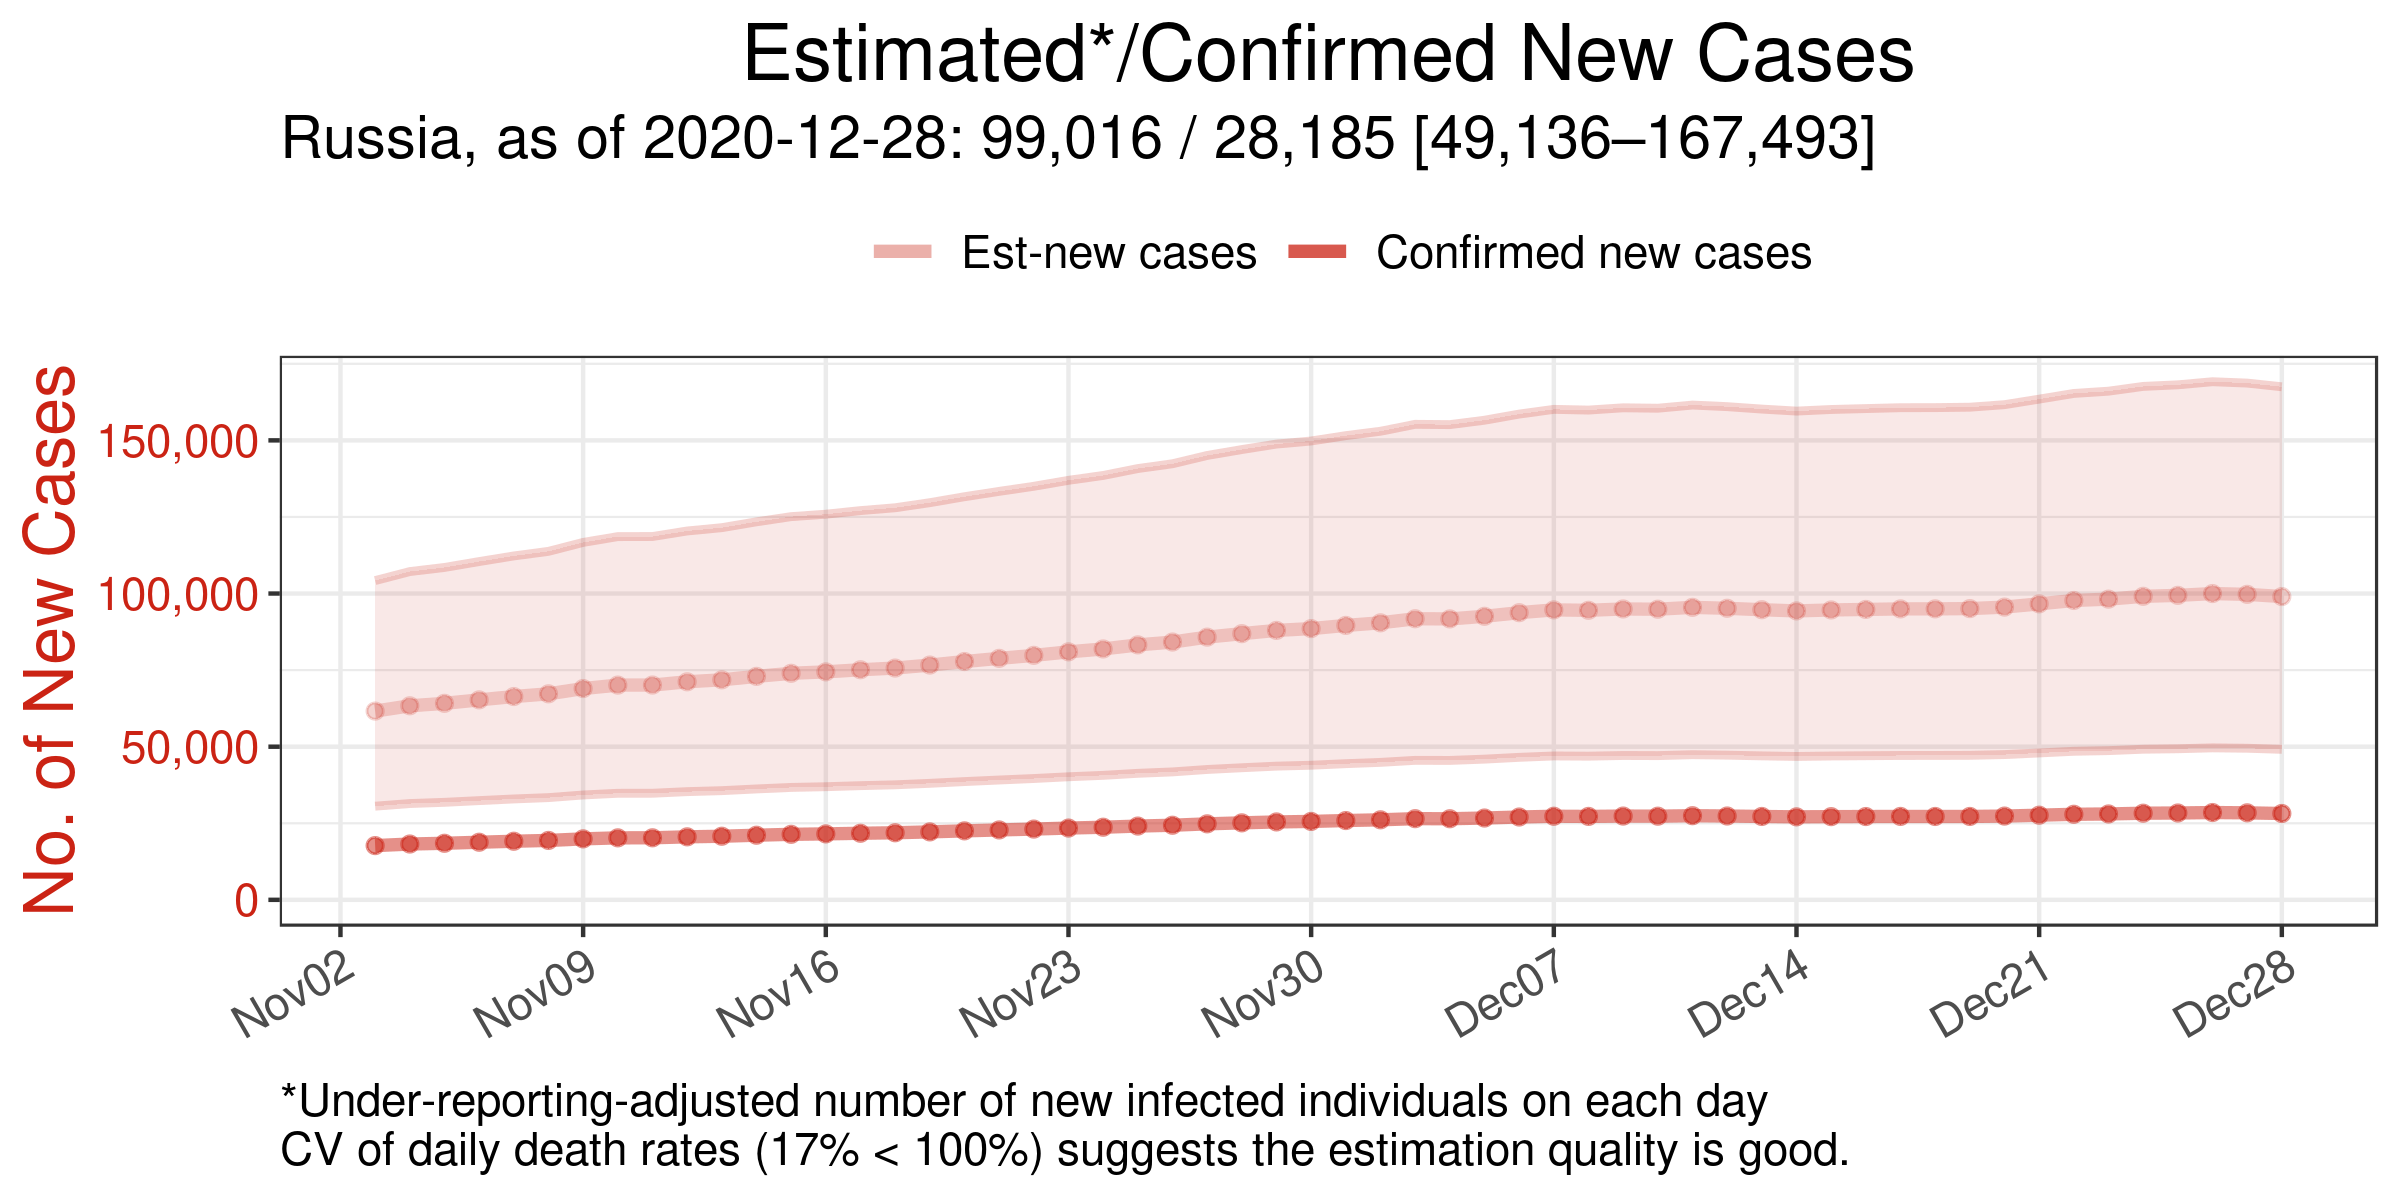 Estimated*/Confirmed New Cases
Russia, as of 2020-12-28: 99,016 / 28,185 [49,136–167,493]
Est-new cases
Confirmed new cases
No. of New Cases
150,000
100,000
50,000
0
Nov02
Nov09
Nov16
Nov23
Nov30
Dec07
Dec14
Dec21
Dec28
*Under-reporting-adjusted number of new infected individuals on each day
CV of daily death rates (17% < 100%) suggests the estimation quality is good.